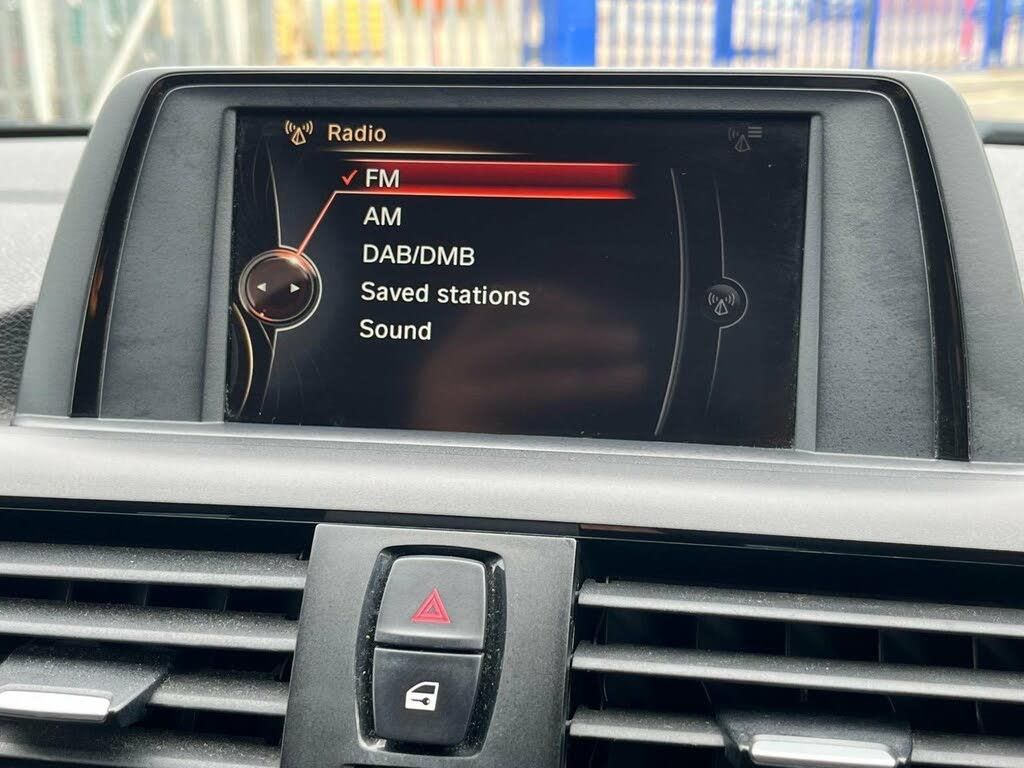 Radio
FM
AM
DAB/DMB
Saved stations
Sound